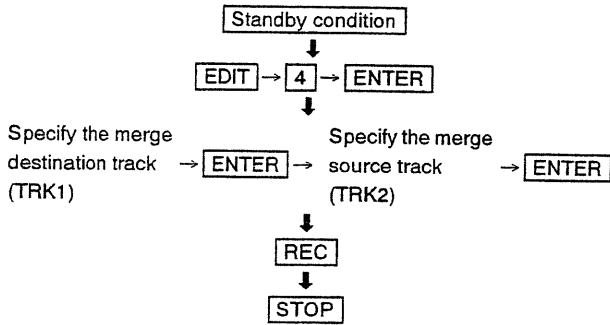 Standby condition
EDIT → 4 → ENTER
Specify the merge
destination track
(TRK1)
→ ENTER →
Specify the merge
source track
(TRK2)
→ ENTER
REC
STOP